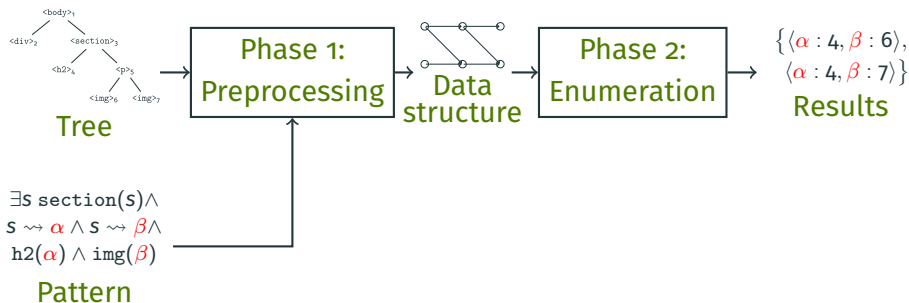 <body>₁
<div>₂ <section>₃
<h2>₄ <p>₅
<img>₆ <img>₇
Tree
Phase 1:
Preprocessing
Data
structure
Phase 2:
Enumeration
{⟨α : 4, β : 6⟩,
⟨α : 4, β : 7⟩}
Results
∃s section(s)∧
s ⇝ α ∧ s ⇝ β∧
h2(α) ∧ img(β)
Pattern